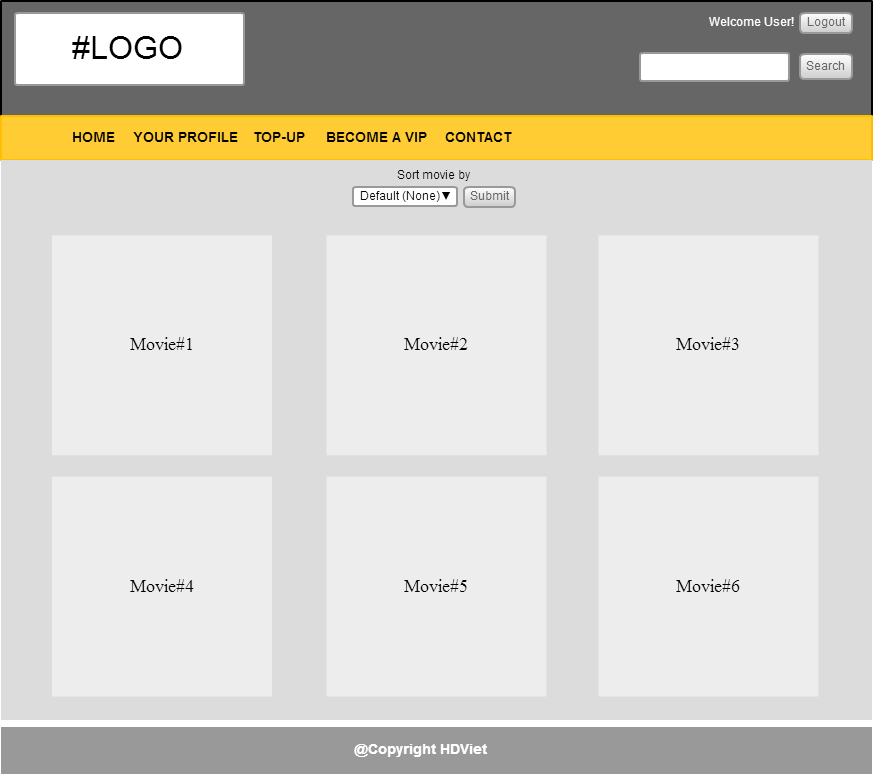 #LOGO
Welcome User! Logout
Search
HOME YOUR PROFILE TOP-UP BECOME A VIP CONTACT
Sort movie by
Default (None)▼ Submit
Movie#1 Movie#2 Movie#3
Movie#4 Movie#5 Movie#6
@Copyright HDViet